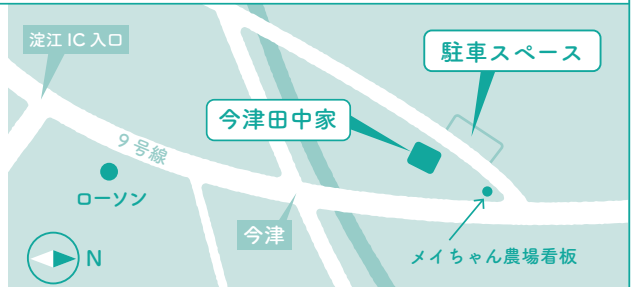 淀江 IC 入口
駐車スペース
今津田中家
9号線
ローソン
今津
メイちゃん農場看板
N